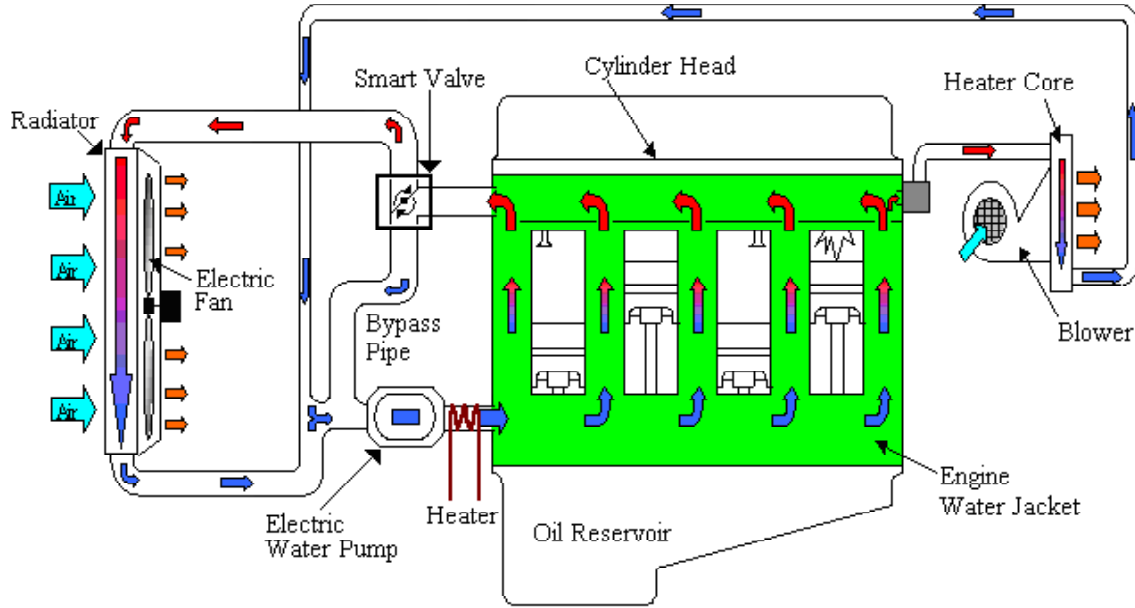 Smart Valve
Cylinder Head
Heater Core
Radiator
Air
Air
Air
Air
Electric
Fan
Bypass
Pipe
Blower
Electric
Water Pump
Heater
Oil Reservoir
Engine
Water Jacket